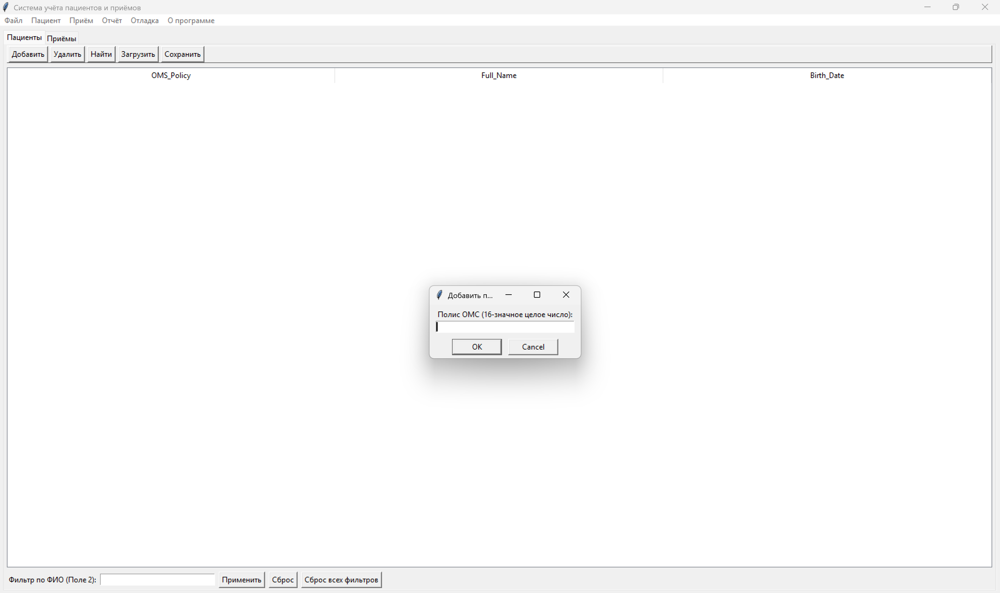 Система учёта пациентов и приёмов
Файл Пациент Приём Отчёт Отладка О программе
Пациенты Приёмы
Добавить Удалить Найти Загрузить Сохранить
OMS_Policy Full_Name Birth_Date
Добавить п...
Полис ОМС (16-значное целое число):
OK Cancel
Фильтр по ФИО (Поле 2): Применить Сброс Сброс всех фильтров